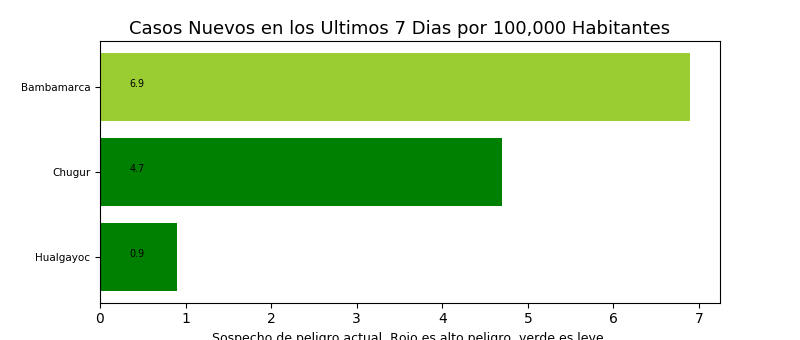 Casos Nuevos en los Ultimos 7 Dias por 100,000 Habitantes
Bambamarca 6.9
Chugur 4.7
Hualgayoc 0.9
0 1 2 3 4 5 6 7
Sospecho de peligro actual. Rojo es alto peligro, verde es leve